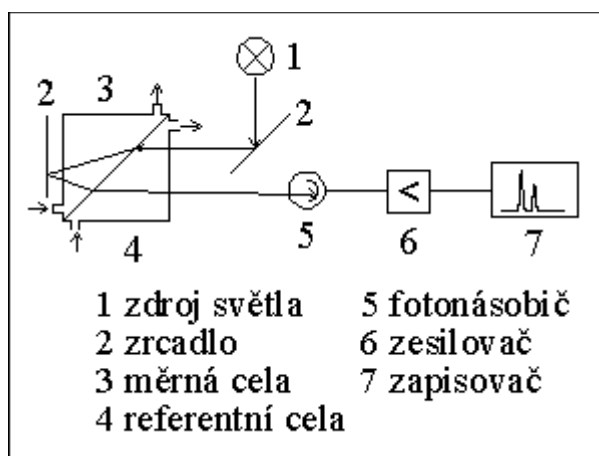 1
2
3
2
4
5
6
7
<
1 zdroj světla
2 zrcadlo
3 měrná cela
4 referentní cela
5 fotonásobič
6 zesilovač
7 zapisovač